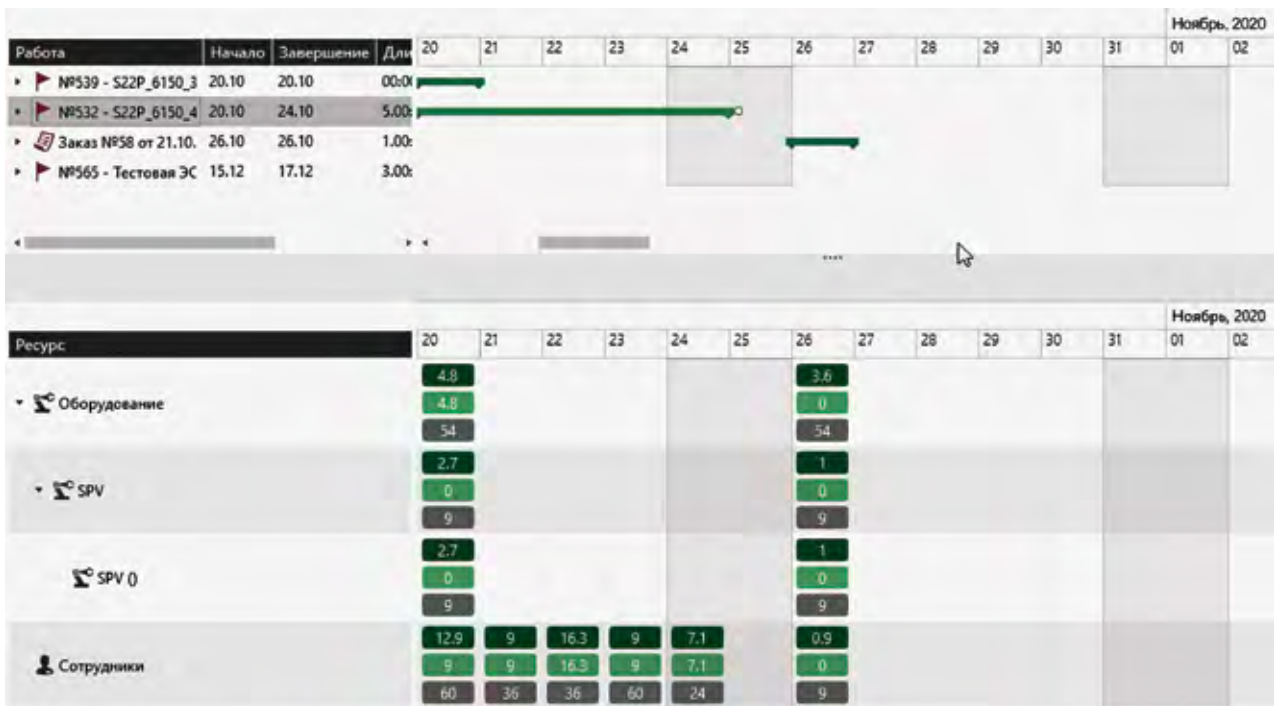 Ноябрь, 2020
Работа Начало Завершение Дли 20 21 22 23 24 25 26 27 28 29 30 31 01 02
№539 - S22P_6150_3 20.10 20.10 00:0
№532 - S22P_6150_4 20.10 24.10 5.00:
Заказ №58 от 21.10. 26.10 26.10 1.00:
№565 - Тестовая ЭС 15.12 17.12 3.00:
Ноябрь, 2020
Ресурс 20 21 22 23 24 25 26 27 28 29 30 31 01 02
4.8 3.6
Оборудование 4.8 0
54 54
2.7 1
SPV 0 0
9 9
2.7 1
SPV () 0 0
9 9
12.9 9 16.3 9 7.1 0.9
Сотрудники 9 9 16.3 9 7.1 0
60 36 36 60 24 9